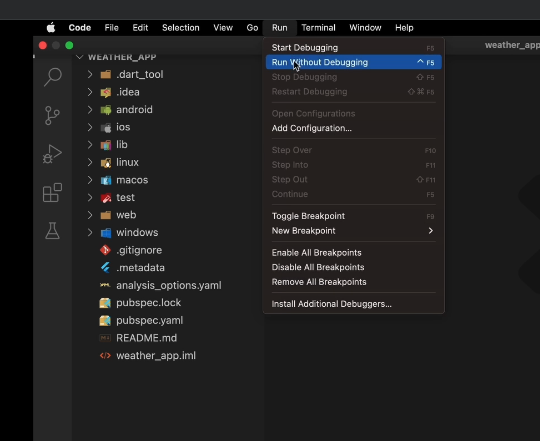 Code File Edit Selection View Go Run Terminal Window Help
weather_app
WEATHER_APP
.dart_tool
.idea
android
ios
lib
linux
macos
test
web
windows
.gitignore
.metadata
analysis_options.yaml
pubspec.lock
pubspec.yaml
README.md
weather_app.iml
Start Debugging F5
Run Without Debugging ^ F5
Stop Debugging ⇧ F5
Restart Debugging ⇧ ⌘ F5
Open Configurations
Add Configuration...
Step Over F10
Step Into F11
Step Out ⇧ F11
Continue F5
Toggle Breakpoint F9
New Breakpoint
Enable All Breakpoints
Disable All Breakpoints
Remove All Breakpoints
Install Additional Debuggers...